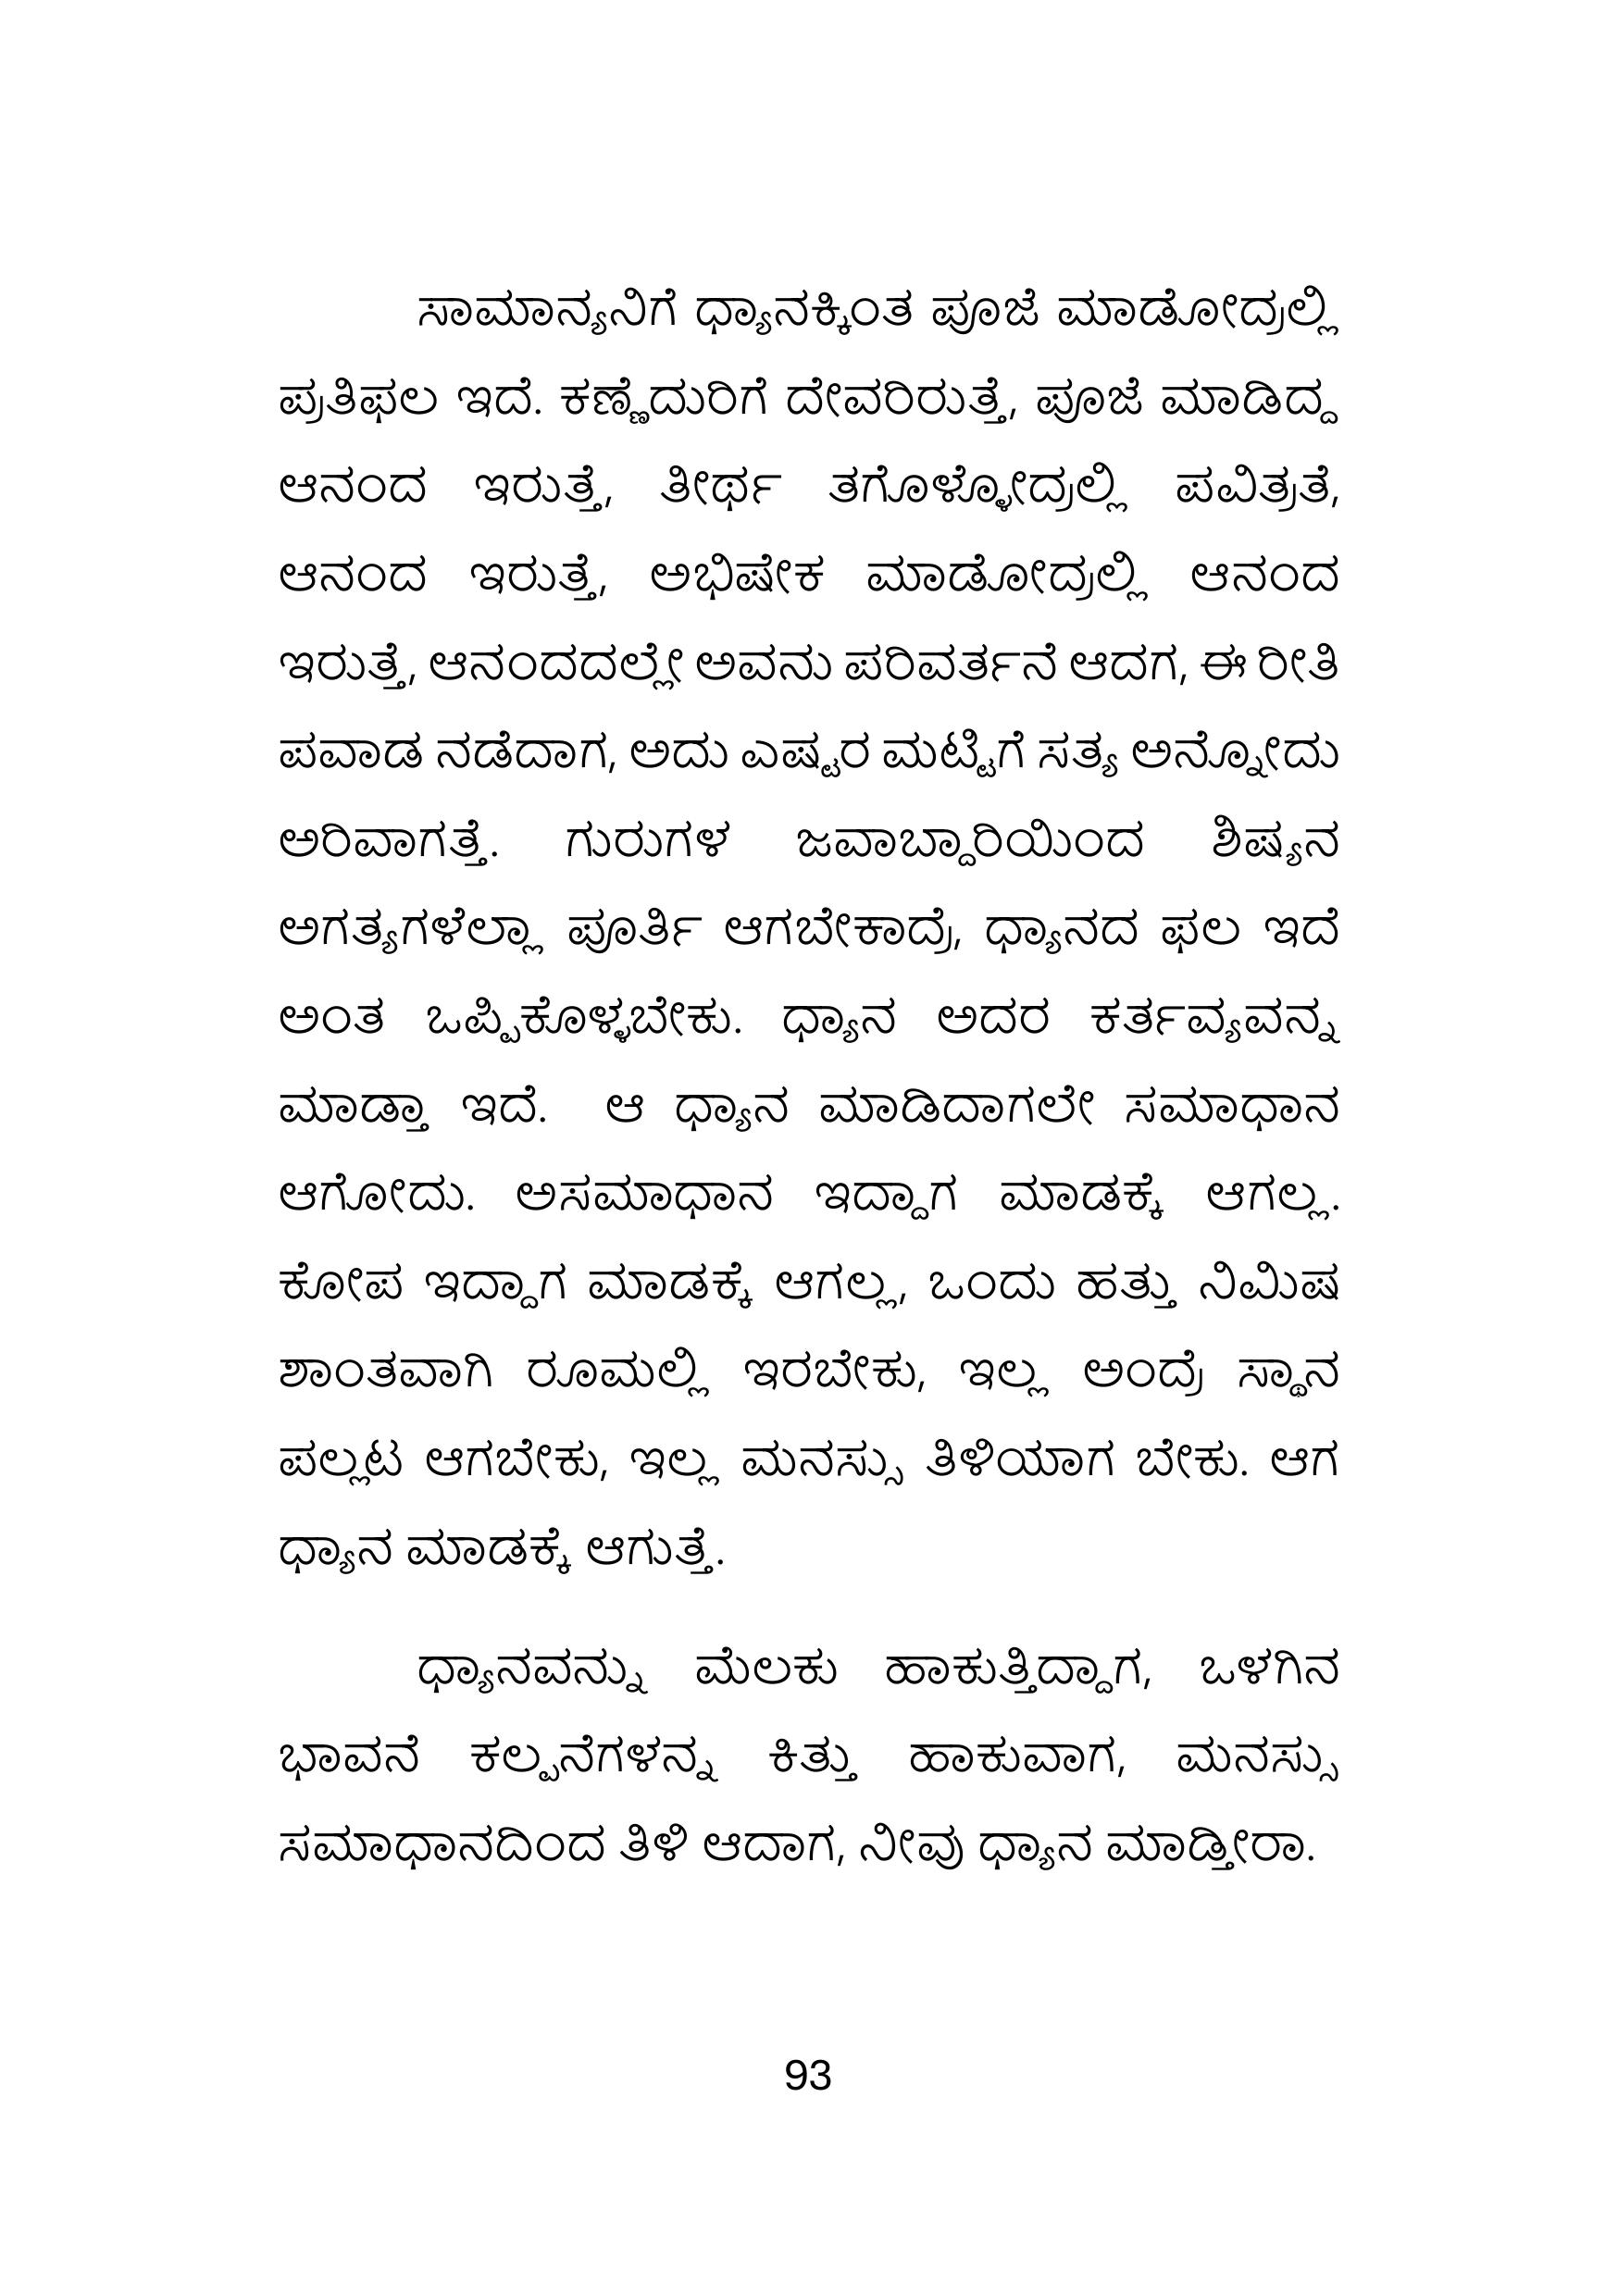 ಸಾಮಾನ್ಯನಿಗೆ ಧ್ಯಾನಕ್ಕಿಂತ ಪೂಜೆ ಮಾಡೋದ್ರಲ್ಲಿ
ಪ್ರತಿಫಲ ಇದೆ. ಕಣ್ಣೆದುರಿಗೆ ದೇವರಿರುತ್ತೆ, ಪೂಜೆ ಮಾಡಿದ್ದ
ಆನಂದ ಇರುತ್ತೆ, ತೀರ್ಥ ತಗೊಳ್ಳೋದ್ರಲ್ಲಿ ಪವಿತ್ರತೆ,
ಆನಂದ ಇರುತ್ತೆ, ಅಭಿಷೇಕ ಮಾಡೋದ್ರಲ್ಲಿ ಆನಂದ
ಇರುತ್ತೆ, ಆನಂದದಲ್ಲೇ ಅವನು ಪರಿವರ್ತನೆ ಆದಗ, ಈ ರೀತಿ
ಪವಾಡ ನಡೆದಾಗ, ಅದು ಎಷ್ಟರ ಮಟ್ಟಿಗೆ ಸತ್ಯ ಅನ್ನೋದು
ಅರಿವಾಗತ್ತೆ. ಗುರುಗಳ ಜವಾಬ್ದಾರಿಯಿಂದ ಶಿಷ್ಯನ
ಅಗತ್ಯಗಳೆಲ್ಲಾ ಪೂರ್ತಿ ಆಗಬೇಕಾದ್ರೆ, ಧ್ಯಾನದ ಫಲ ಇದೆ
ಅಂತ ಒಪ್ಪಿಕೊಳ್ಳಬೇಕು. ಧ್ಯಾನ ಅದರ ಕರ್ತವ್ಯವನ್ನ
ಮಾಡ್ತಾ ಇದೆ. ಆ ಧ್ಯಾನ ಮಾಡಿದಾಗಲೇ ಸಮಾಧಾನ
ಆಗೋದು. ಅಸಮಾಧಾನ ಇದ್ದಾಗ ಮಾಡಕ್ಕೆ ಆಗಲ್ಲ.
ಕೋಪ ಇದ್ದಾಗ ಮಾಡಕ್ಕೆ ಆಗಲ್ಲ, ಒಂದು ಹತ್ತು ನಿಮಿಷ
ಶಾಂತವಾಗಿ ರೂಮಲ್ಲಿ ಇರಬೇಕು, ಇಲ್ಲ ಅಂದ್ರೆ ಸ್ಥಾನ
ಪಲ್ಲಟ ಆಗಬೇಕು, ಇಲ್ಲ ಮನಸ್ಸು ತಿಳಿಯಾಗ ಬೇಕು. ಆಗ
ಧ್ಯಾನ ಮಾಡಕ್ಕೆ ಆಗುತ್ತೆ.
ಧ್ಯಾನವನ್ನು ಮೆಲಕು ಹಾಕುತ್ತಿದ್ದಾಗ, ಒಳಗಿನ
ಭಾವನೆ ಕಲ್ಪನೆಗಳನ್ನ ಕಿತ್ತು ಹಾಕುವಾಗ, ಮನಸ್ಸು
ಸಮಾಧಾನದಿಂದ ತಿಳಿ ಆದಾಗ, ನೀವು ಧ್ಯಾನ ಮಾಡ್ತೀರಾ.
93